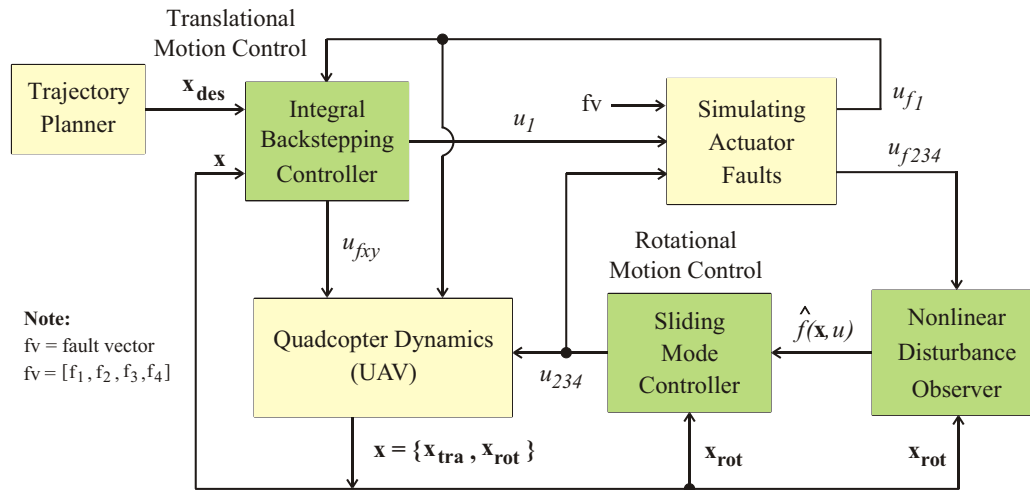 Translational
Motion Control
Trajectory
Planner
x_des
x
Integral
Backstepping
Controller
u_1
fv
Simulating
Actuator
Faults
u_f1
u_f234
u_fxy
Rotational
Motion Control
Note:
fv = fault vector
fv = [f_1, f_2, f_3, f_4]
Quadcopter Dynamics
(UAV)
u_234
Sliding
Mode
Controller
f̂(x,u)
Nonlinear
Disturbance
Observer
x = {x_tra , x_rot }
x_rot
x_rot